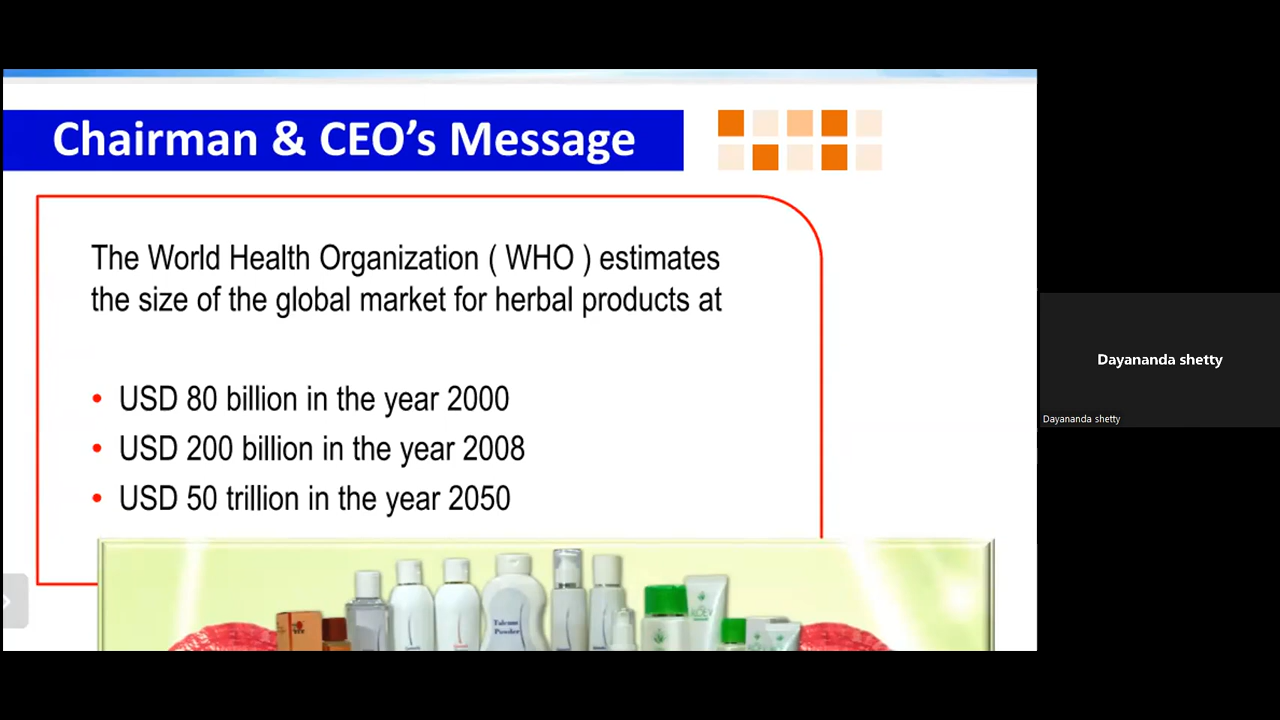 Chairman & CEO’s Message
The World Health Organization ( WHO ) estimates
the size of the global market for herbal products at
• USD 80 billion in the year 2000
• USD 200 billion in the year 2008
• USD 50 trillion in the year 2050
Talcum
Powder
Dayananda shetty
Dayananda shetty